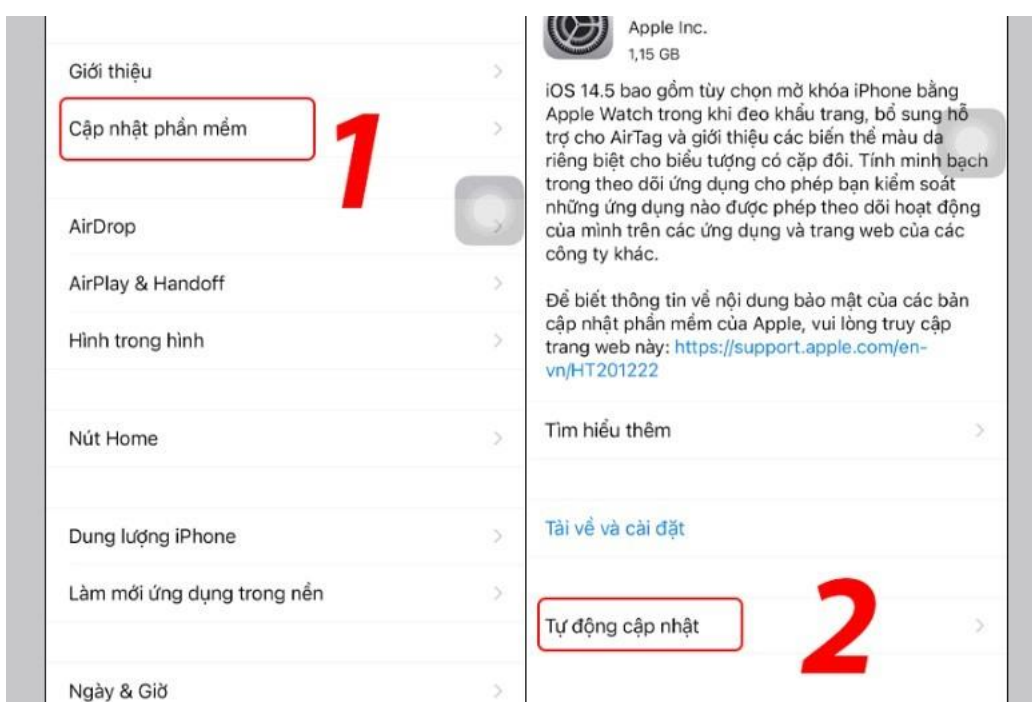 Giới thiệu
Cập nhật phần mềm
1
AirDrop
AirPlay & Handoff
Hình trong hình
Nút Home
Dung lượng iPhone
Làm mới ứng dụng trong nền
Ngày & Giờ
Apple Inc.
1,15 GB
iOS 14.5 bao gồm tùy chọn mở khóa iPhone bằng
Apple Watch trong khi đeo khẩu trang, bổ sung hỗ
trợ cho AirTag và giới thiệu các biến thể màu da
riêng biệt cho biểu tượng có cặp đôi. Tính minh bạch
trong theo dõi ứng dụng cho phép bạn kiểm soát
những ứng dụng nào được phép theo dõi hoạt động
của mình trên các ứng dụng và trang web của các
công ty khác.
Để biết thông tin về nội dung bảo mật của các bản
cập nhật phần mềm của Apple, vui lòng truy cập
trang web này: https://support.apple.com/en-
vn/HT201222
Tìm hiểu thêm
Tải về và cài đặt
Tự động cập nhật
2